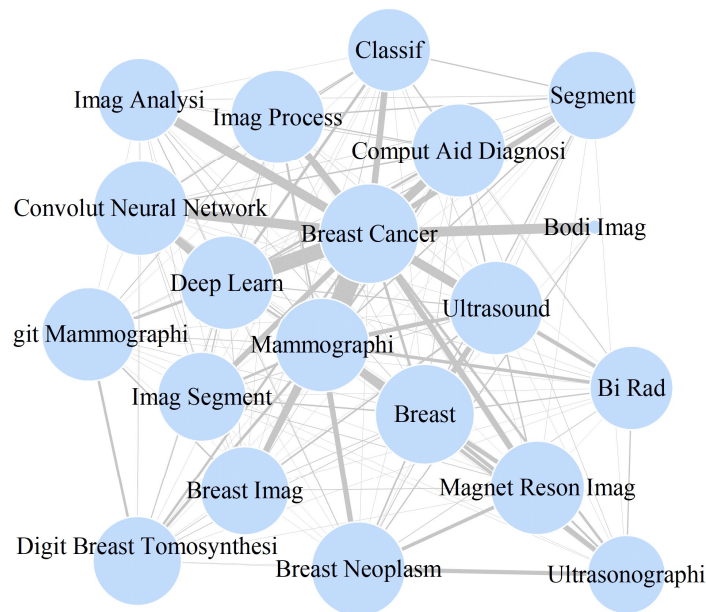 Classif
Imag Analysi
Segment
Imag Process
Comput Aid Diagnosi
Convolut Neural Network
Breast Cancer
Bodi Imag
Deep Learn
Ultrasound
git Mammographi
Mammographi
Imag Segment
Bi Rad
Breast
Breast Imag
Magnet Reson Imag
Digit Breast Tomosynthesi
Breast Neoplasm
Ultrasonographi